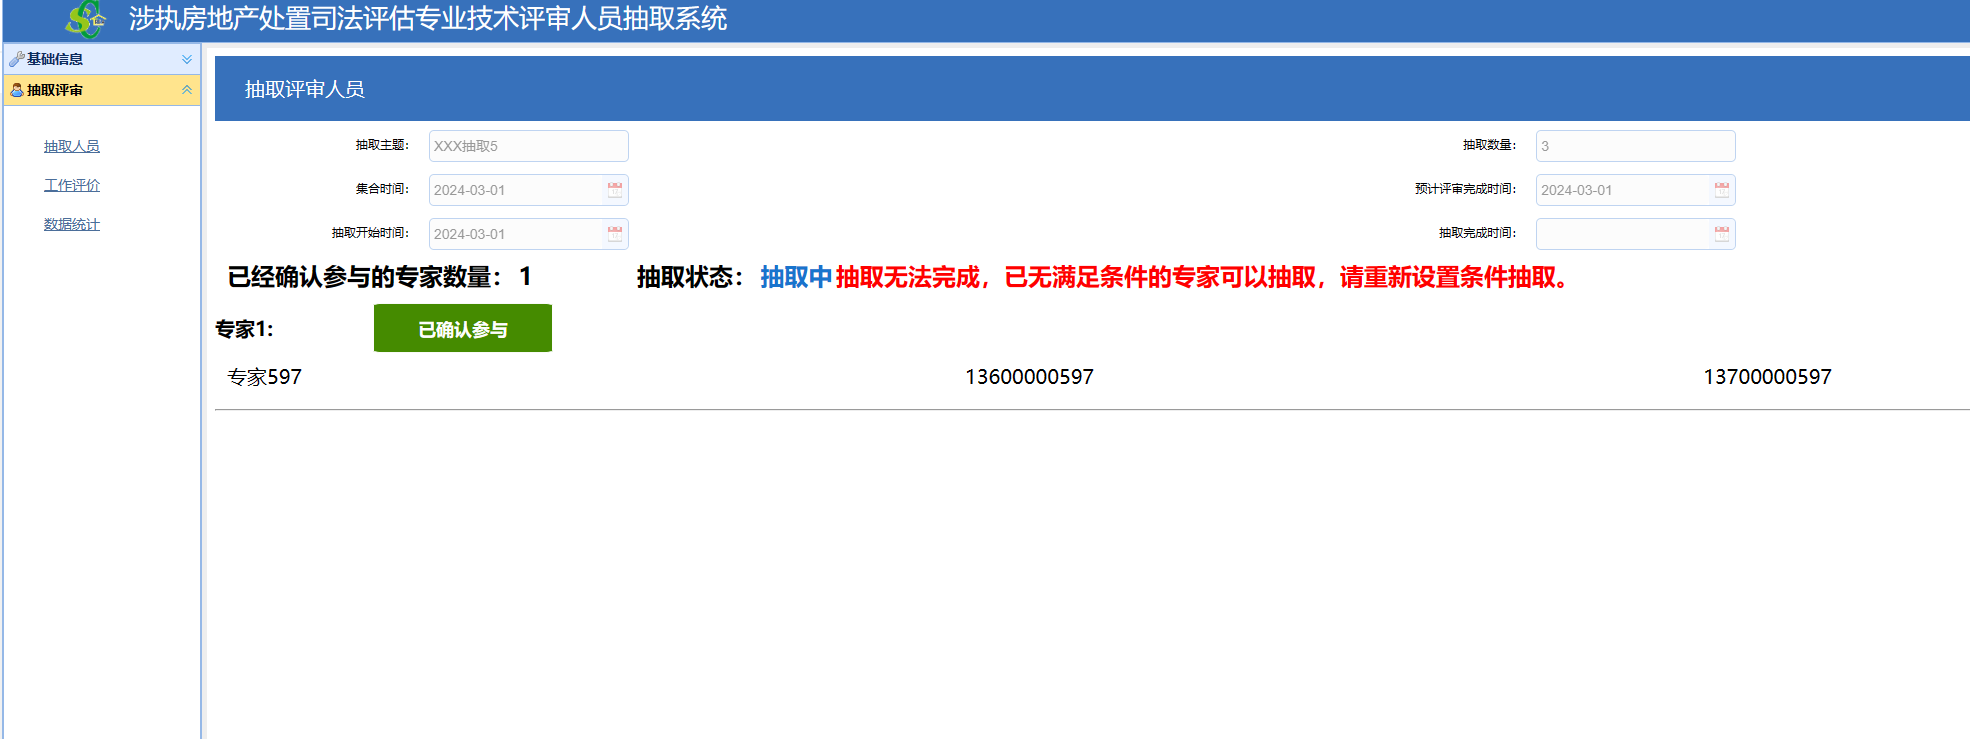 涉执房地产处置司法评估专业技术评审人员抽取系统
基础信息
抽取评审
抽取人员
工作评价
数据统计
抽取评审人员
抽取主题： XXX抽取5 抽取数量： 3
集合时间： 2024-03-01 预计评审完成时间： 2024-03-01
抽取开始时间： 2024-03-01 抽取完成时间：
已经确认参与的专家数量： 1 抽取状态： 抽取中 抽取无法完成，已无满足条件的专家可以抽取，请重新设置条件抽取。
专家1: 已确认参与
专家597 13600000597 13700000597